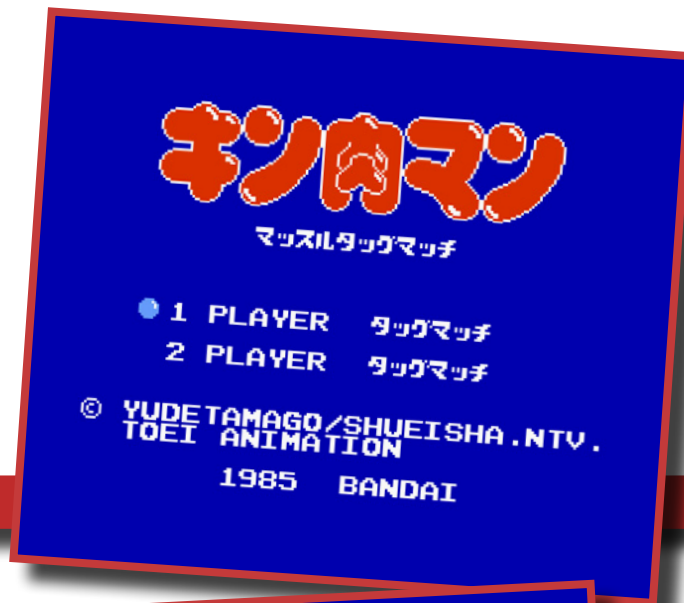 キン肉マン
マッスルタッグマッチ
1 PLAYER タッグマッチ
2 PLAYER タッグマッチ
© YUDETAMAGO/SHUEISHA.NTV.
TOEI ANIMATION
1985 BANDAI